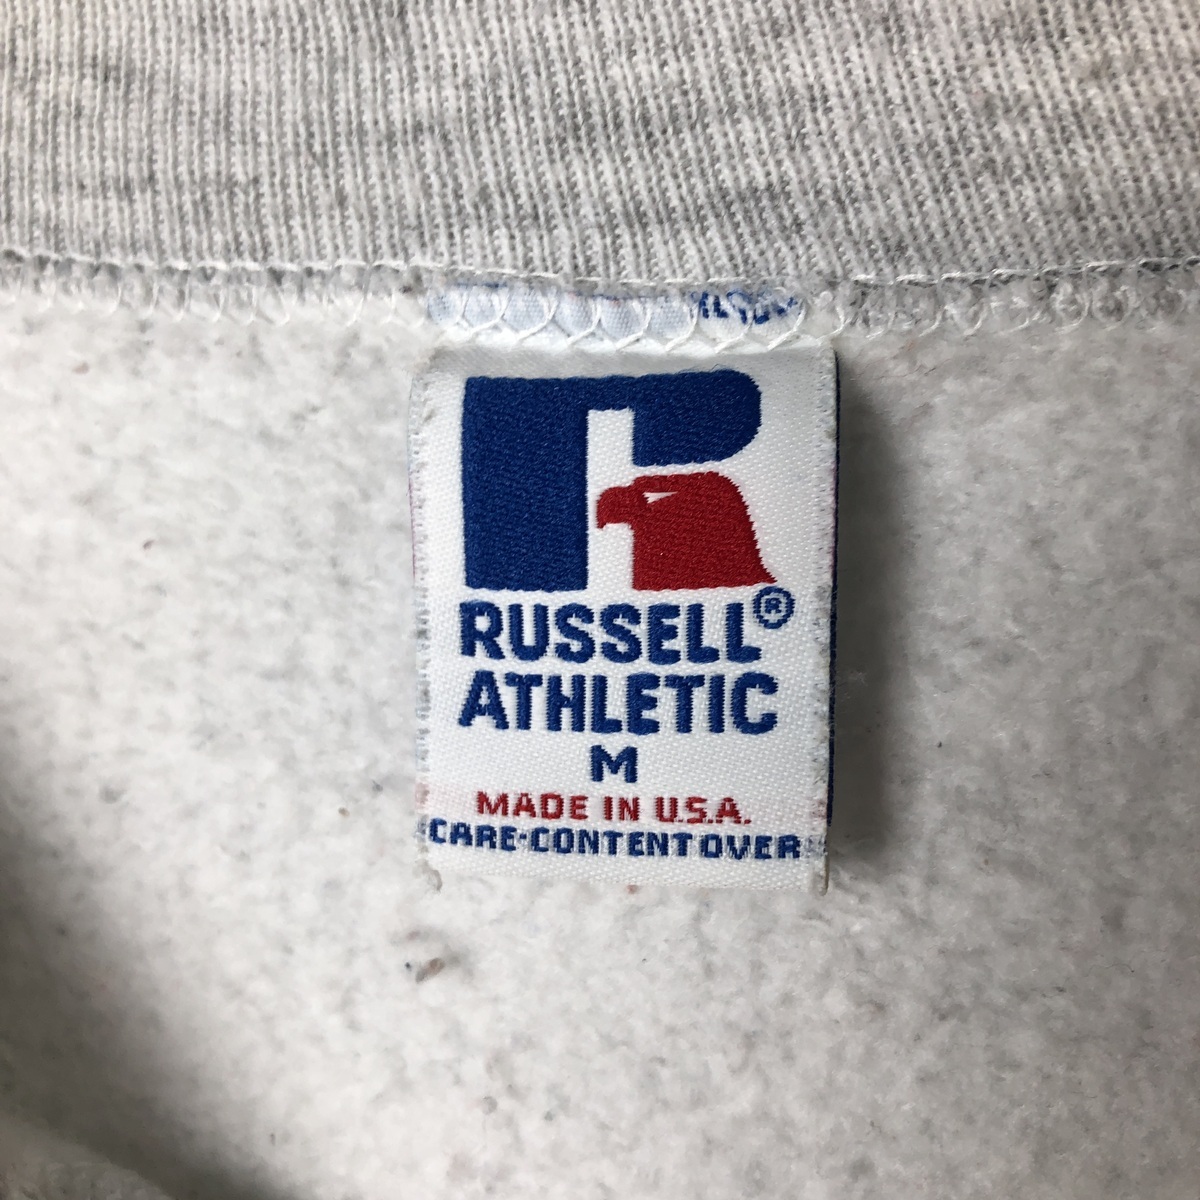 RUSSELL®
ATHLETIC
M
MADE IN U.S.A.
CARE-CONTENT OVER